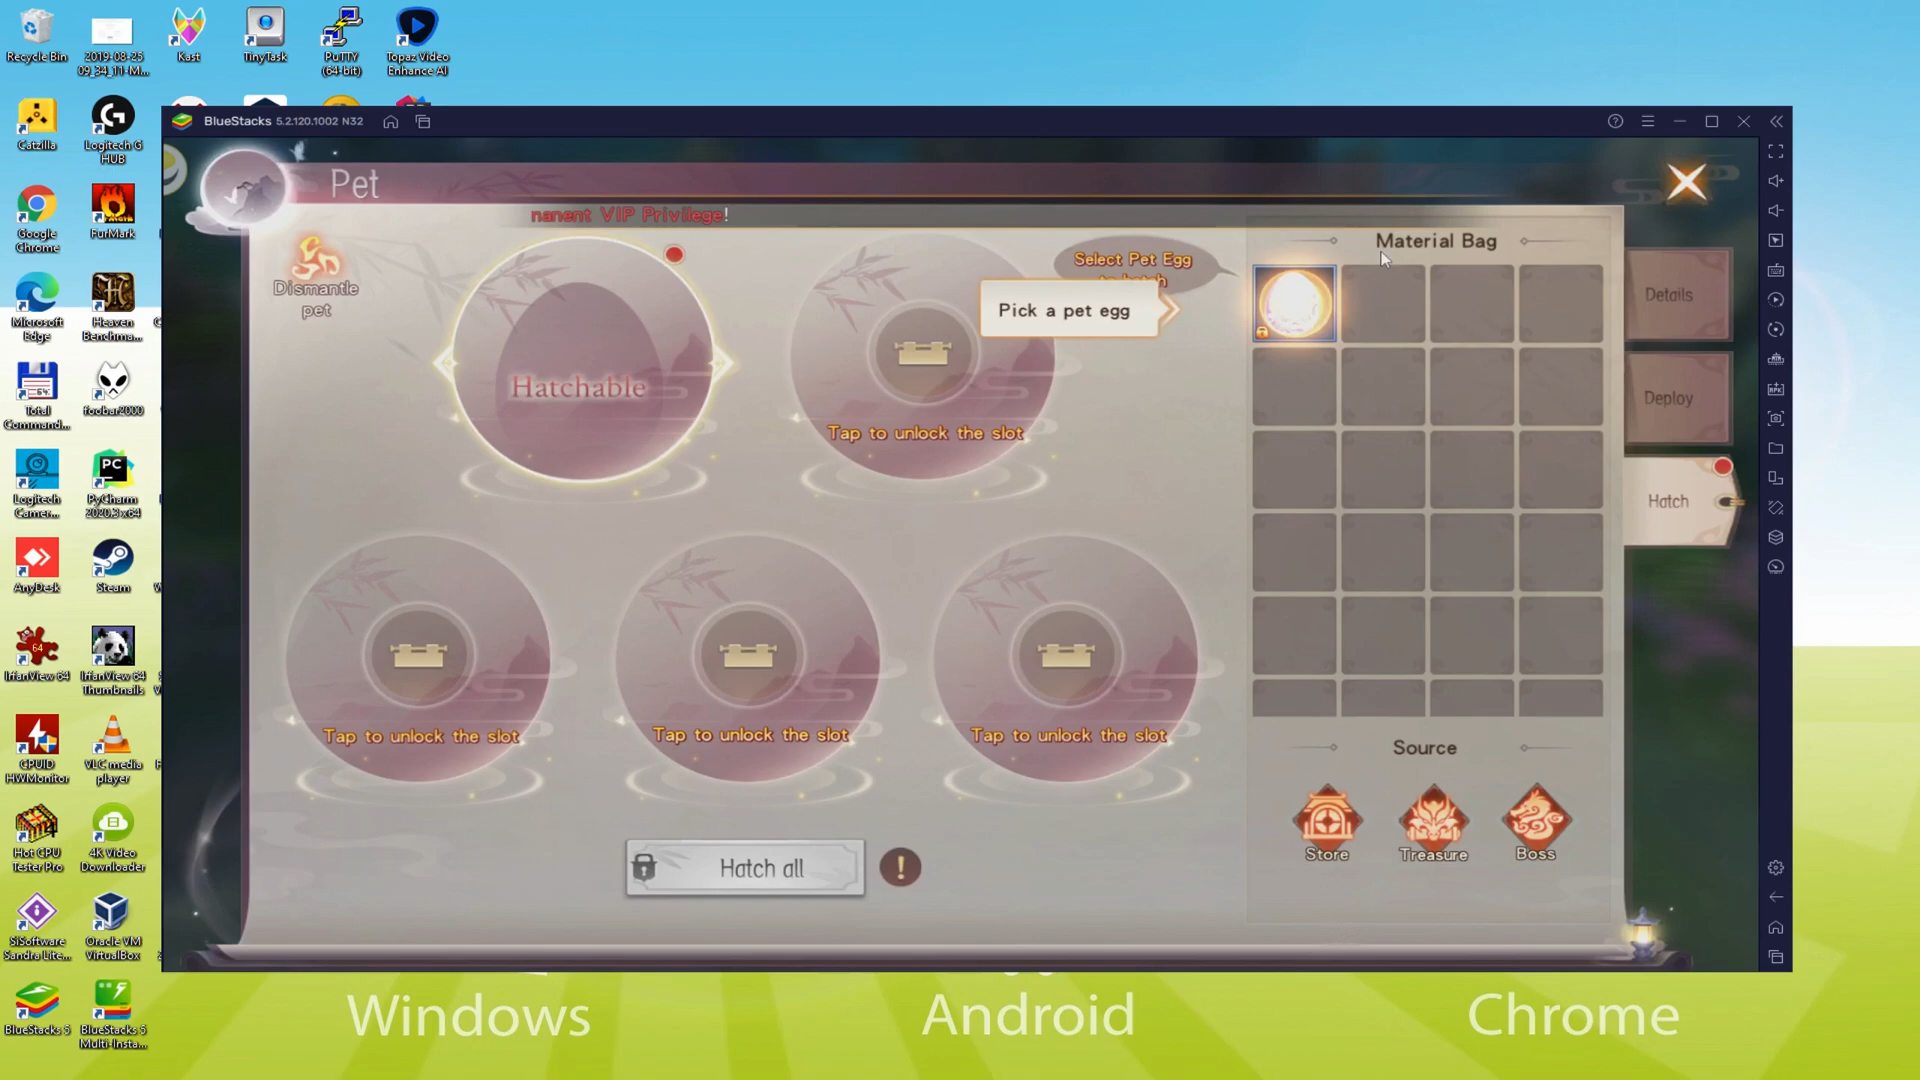 Recycle Bin
2019-08-25
09_34_11-M...
Kast
TinyTask
PuTTY
(64-bit)
Topaz Video
Enhance AI
Catzilla
Logitech G
HUB
BlueStacks 5.2.120.1002 N32
Pet
nanent VIP Privilege!
Google
Chrome
FurMark
Dismantle
pet
Select Pet Egg
Pick a pet egg
Material Bag
Details
Microsoft
Edge
Heaven
Benchma...
Hatchable
Tap to unlock the slot
Deploy
64
Total
Command...
foobar2000
Hatch
Logitech
Camer...
PC
PyCharm
2020.3 x64
AnyDesk
Steam
64
IrfanView 64
IrfanView 64
Thumbnails
Tap to unlock the slot
Tap to unlock the slot
Tap to unlock the slot
CPUID
HWMonitor
VLC media
player
Source
Store
Treasure
Boss
Hot CPU
Tester Pro
4K Video
Downloader
Hatch all
!
SiSoftware
Sandra Lite...
Oracle VM
VirtualBox
BlueStacks 5
BlueStacks 5
Multi-Insta...
Windows
Android
Chrome